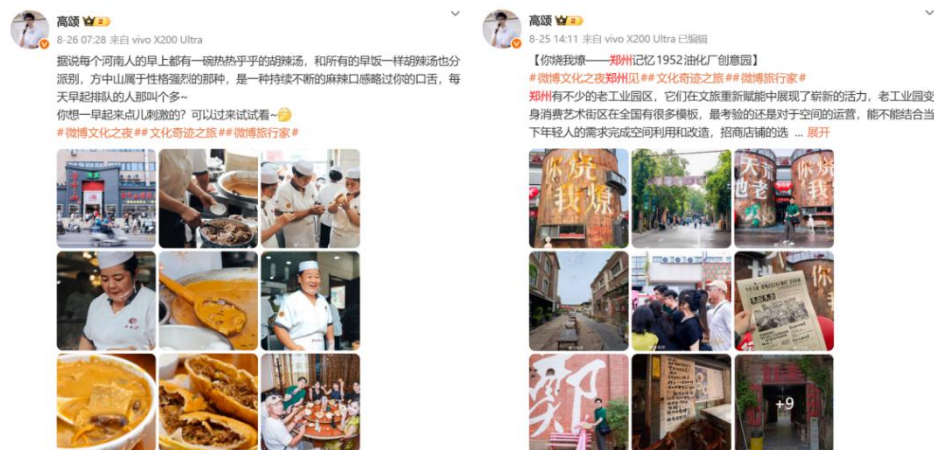 高颂
8-26 07:28 来自 vivo X200 Ultra
据说每个河南人的早上都有一碗热热乎乎的胡辣汤，和所有的早饭一样胡辣汤也分
派别，方中山属于性格强烈的那种，是一种持续不断的麻辣口感略过你的口舌，每
天早起排队的人那叫个多~
你想一早起来点儿刺激的？可以过来试试看~
#微博文化之夜##文化奇迹之旅##微博旅行家#
高颂
8-25 14:11 来自 vivo X200 Ultra 已编辑
【你烧我燎——郑州记忆1952油化厂创意园】
#微博文化之夜郑州见##文化奇迹之旅##微博旅行家#
郑州有不少的老工业园区，它们在文旅重新赋能中展现了崭新的活力，老工业园变
身消费艺术街区在全国有很多模板，最考验的还是对于空间的运营，能不能结合当
下年轻人的需求完成空间利用和改造，招商店铺的选 ... 展开
你烧
我燎
天荒
地老
你烧
我燎
你
郑
+9